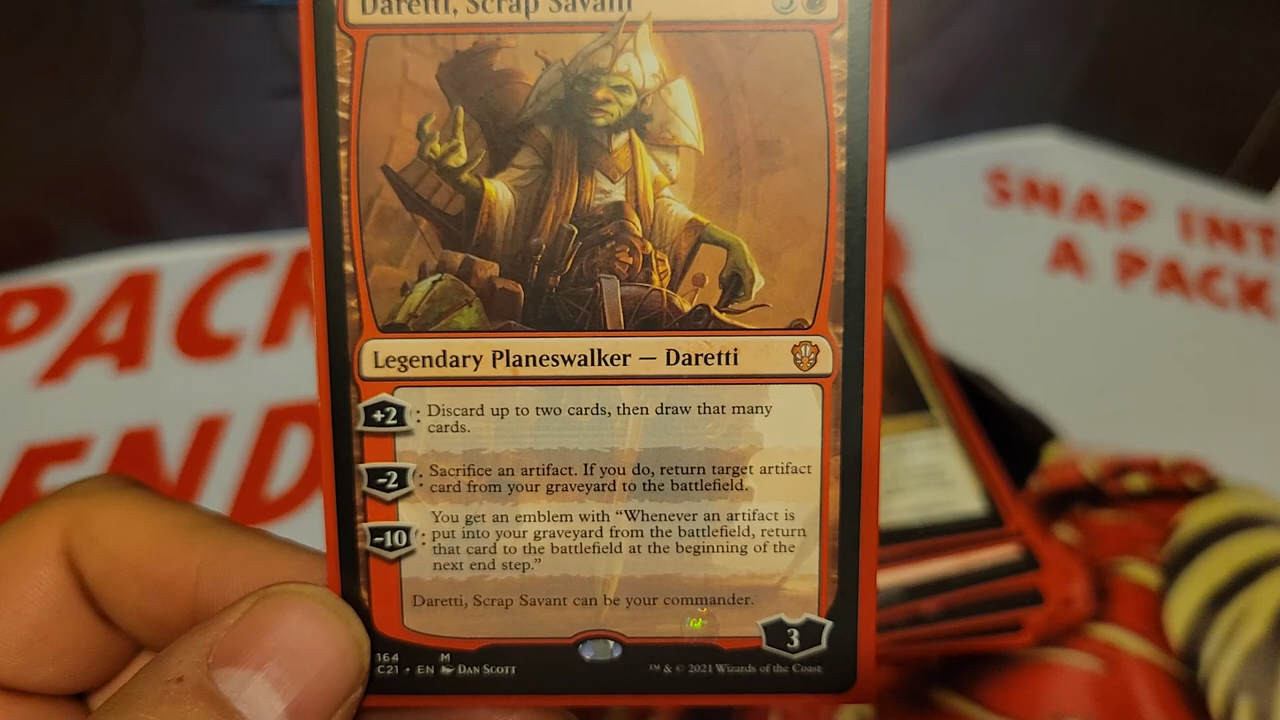 Daretti, Scrap Savant
Legendary Planeswalker — Daretti
+2: Discard up to two cards, then draw that many
cards.
-2: Sacrifice an artifact. If you do, return target artifact
card from your graveyard to the battlefield.
You get an emblem with “Whenever an artifact is
-10: put into your graveyard from the battlefield, return
that card to the battlefield at the beginning of the
next end step.”
Daretti, Scrap Savant can be your commander.
3
164 M
C21 • EN DAN SCOTT
™ & © 2021 Wizards of the Coast
PACK
END
SNAP INT
A PACK